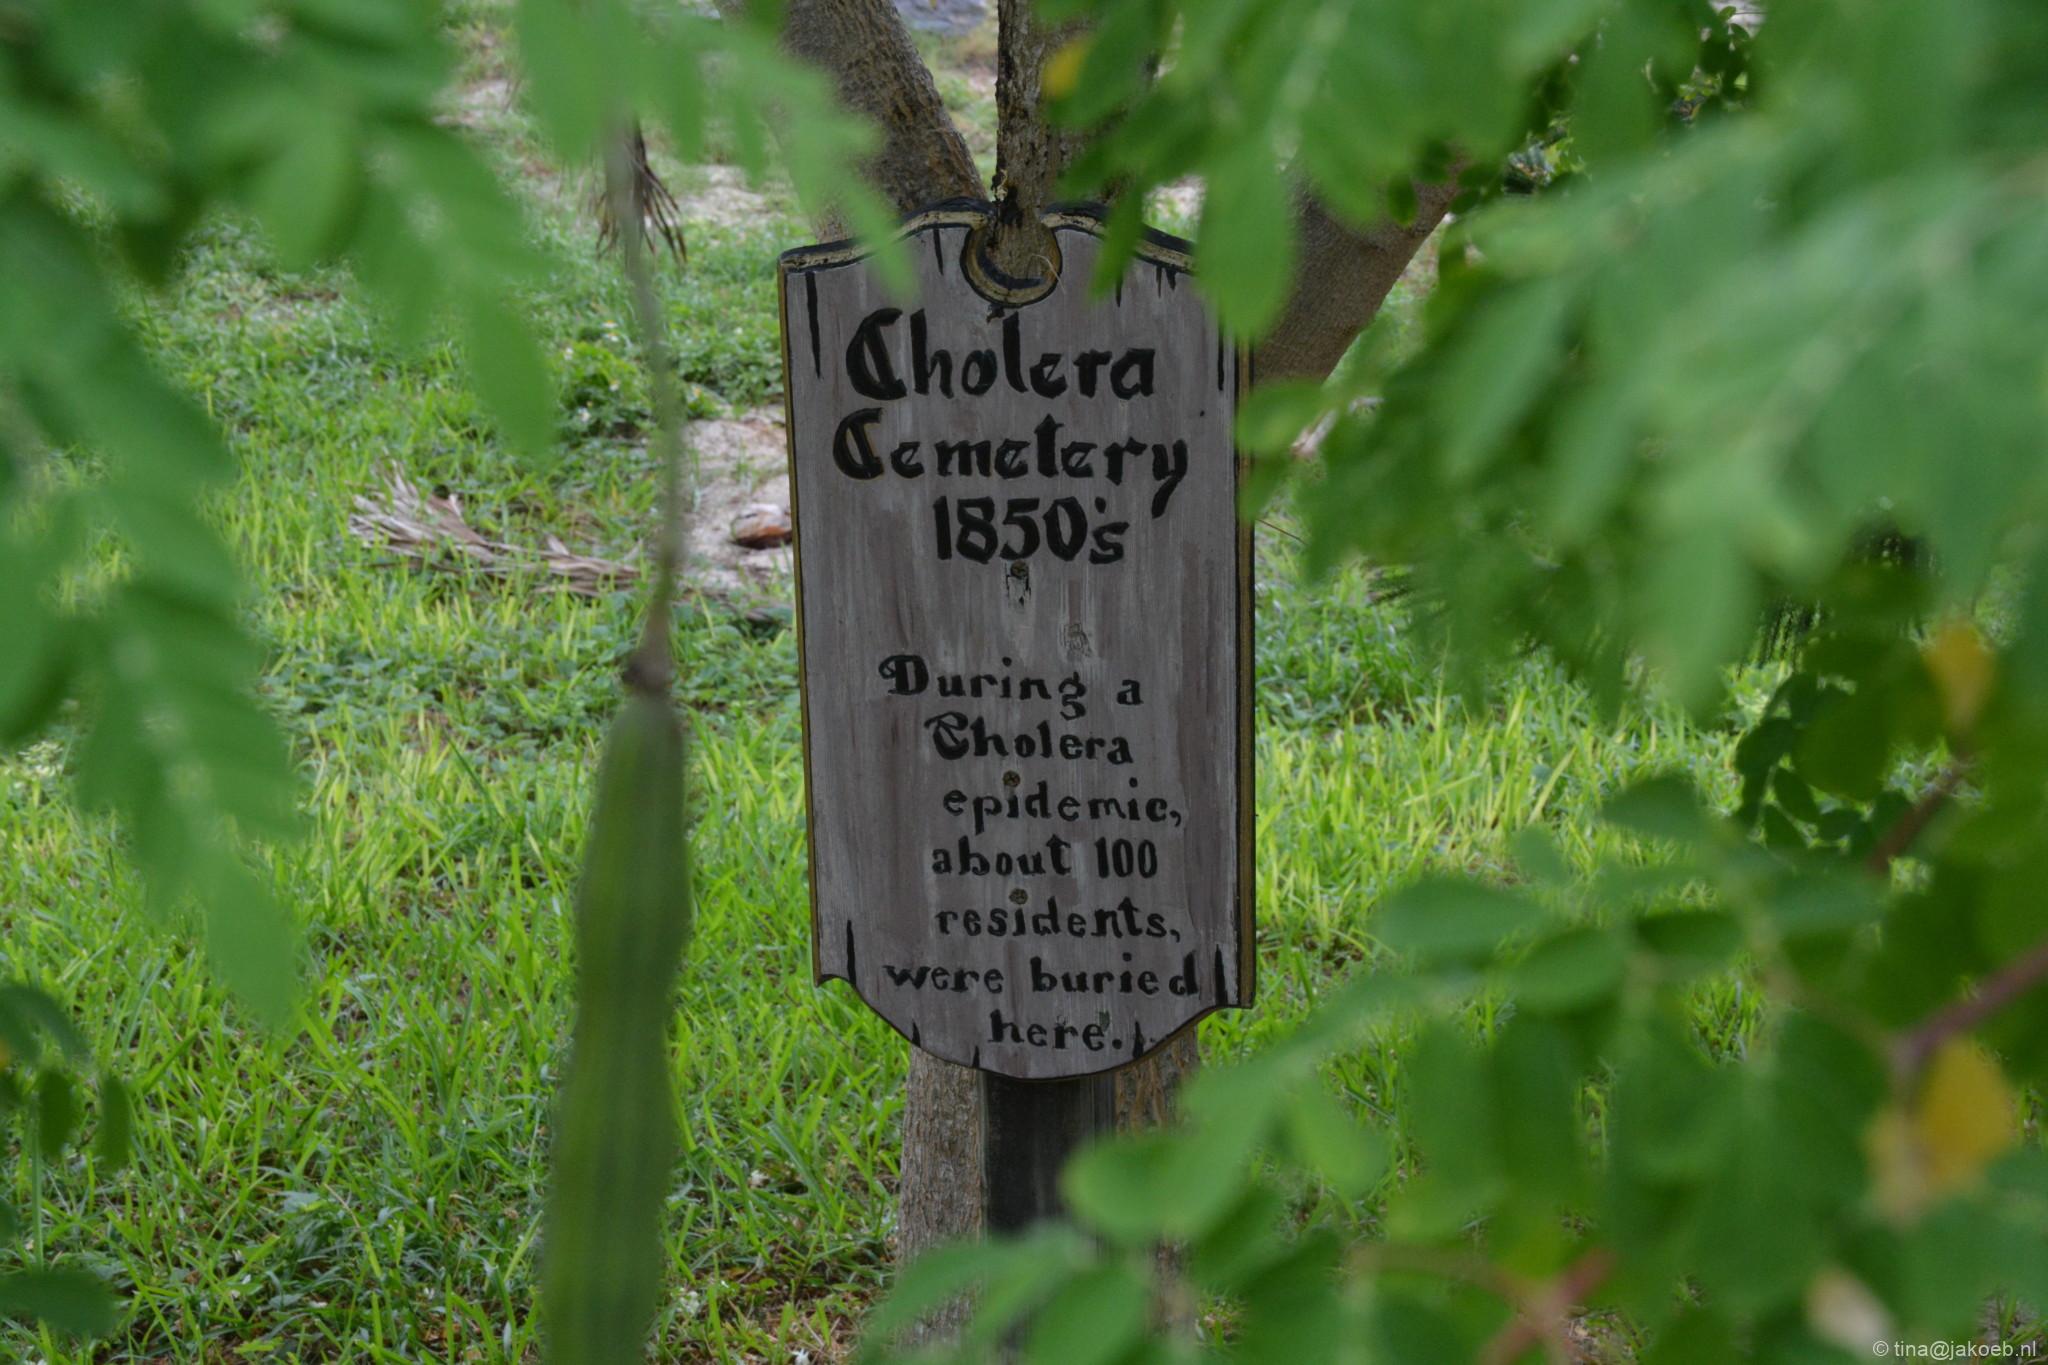 Cholera
Cemetery
1850's
During a
Cholera
epidemic,
about 100
residents,
were buried
here.
© tina@jakoeb.nl